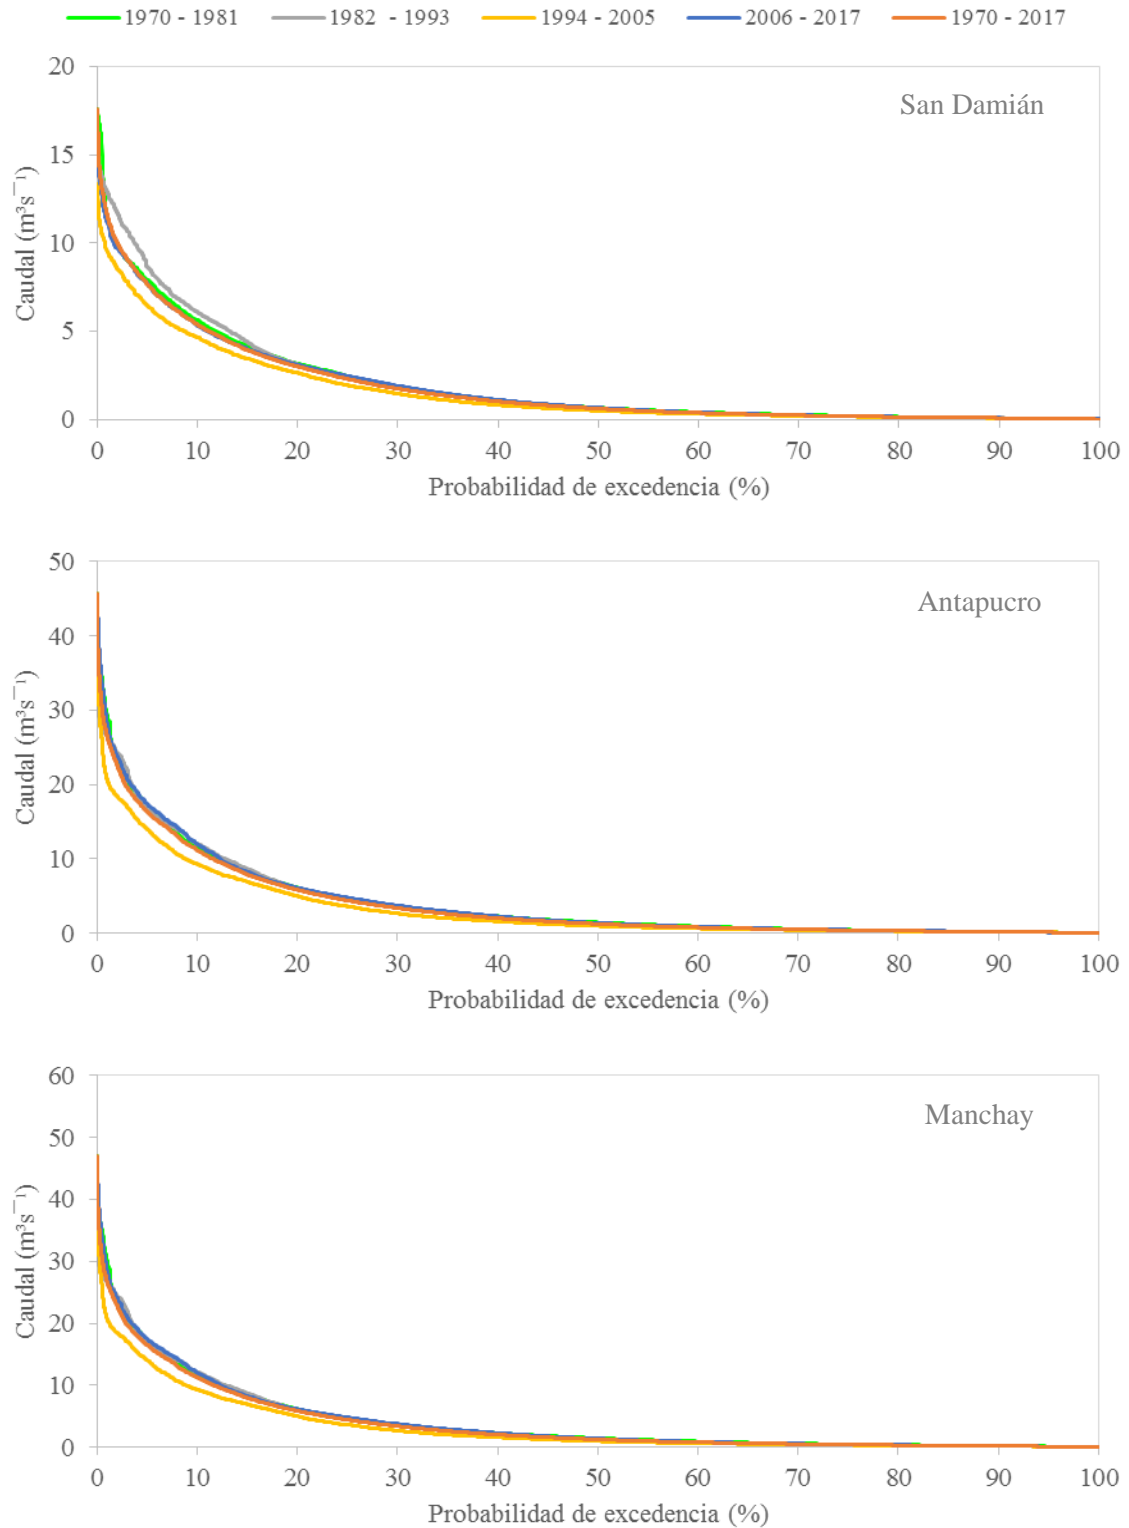 1970 - 1981 1982 - 1993 1994 - 2005 2006 - 2017 1970 - 2017
San Damián
Caudal (m³s⁻¹)
20
15
10
5
0
0 10 20 30 40 50 60 70 80 90 100
Probabilidad de excedencia (%)
Antapucro
Caudal (m³s⁻¹)
50
40
30
20
10
0
0 10 20 30 40 50 60 70 80 90 100
Probabilidad de excedencia (%)
Manchay
Caudal (m³s⁻¹)
60
50
40
30
20
10
0
0 10 20 30 40 50 60 70 80 90 100
Probabilidad de excedencia (%)